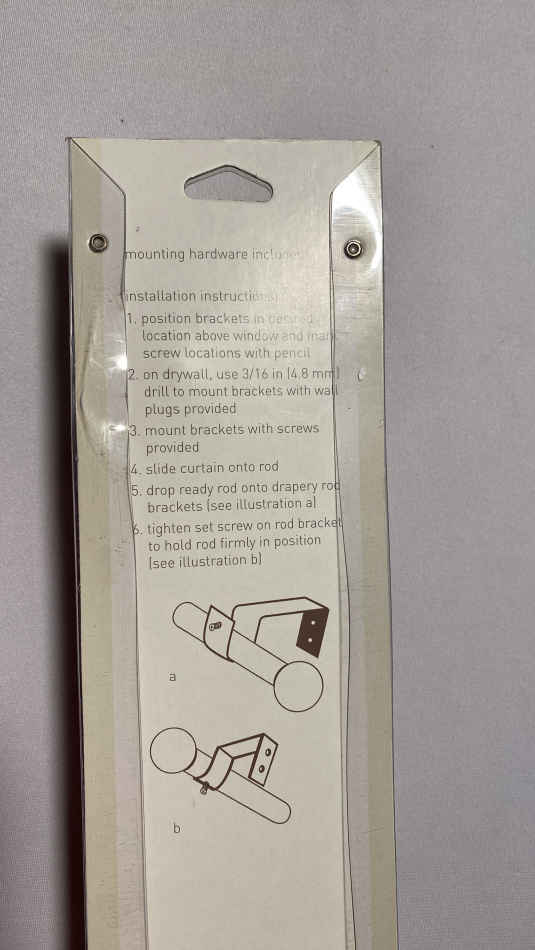 mounting hardware included
installation instructions:
1. position brackets in desired
location above window and mark
screw locations with pencil
2. on drywall, use 3/16 in (4.8 mm)
drill to mount brackets with wall
plugs provided
3. mount brackets with screws
provided
4. slide curtain onto rod
5. drop ready rod onto drapery rod
brackets (see illustration a)
6. tighten set screw on rod bracket
to hold rod firmly in position
(see illustration b)
a
b